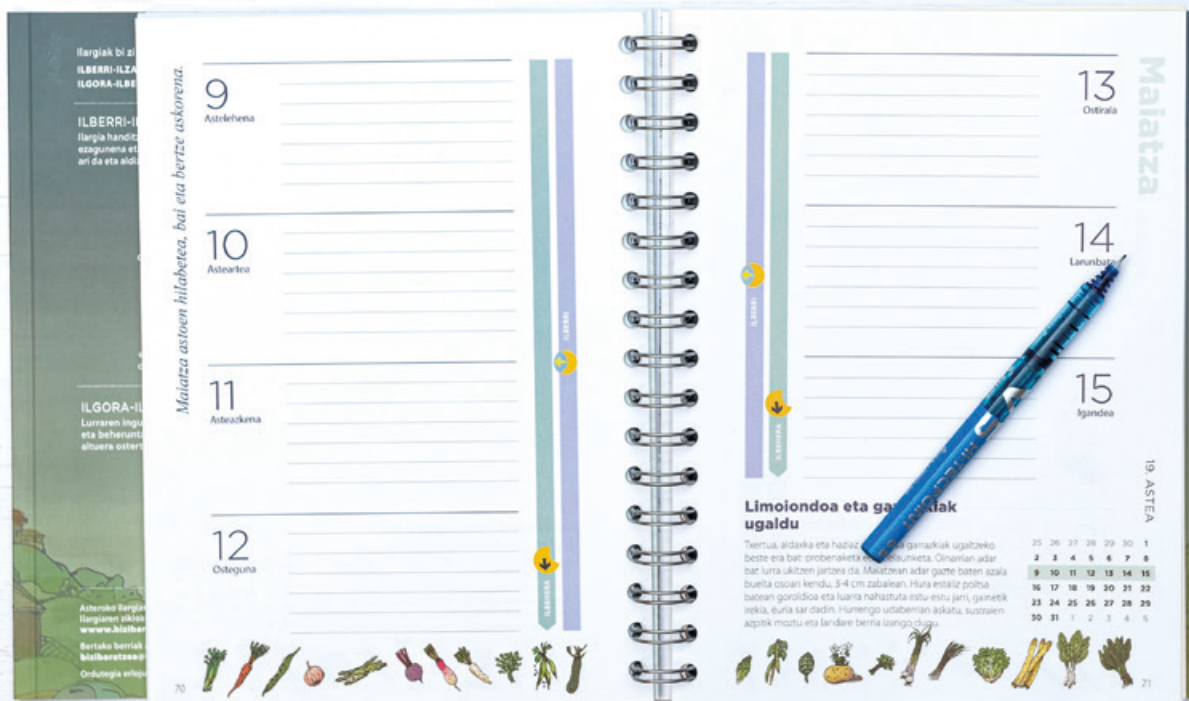 Ilargiak bi zi
ILBERRI-ILZA
ILGORA-ILBE
ILBERRI-I
Ilargia handit
ezagunena et
ari da eta aldi
ILGORA-IL
Lurraren ingu
eta beherunt
altuera ostert
Asteroko Ilargia
Ilargiaren zikloa
www.bizibar
Bertako berriak
bizibaratzea@
Ordutegia erloju
Maiatza astoen hilabetea, bai eta bertze askorena.
9
Astelehena
10
Asteartea
11
Asteazkena
12
Osteguna
ILBERRI
ILBEHERA
70
Maiatza
13
Ostirala
14
Larunbata
15
Igandea
ILBERRI
ILBEHERA
19. ASTEA
Limoiondoa eta ga kiak
ugaldu
Txertua, aldaxka eta haziaz a garrazkiak ugaltzeko
beste era bat: probenaketa e elaunketa. Oinarrian adar
bat lurra ukitzen jartzea da. Maiatzean adar gazte baten azala
buelta osoan kendu, 3-4 cm zabalean. Hura estaliz poltsa
batean goroldioa eta luarra nahastuta estu-estu jarri, gainetik
irekia, euria sar dadin. Hurrengo udaberrian askatu, sustraien
azpitik moztu eta landare berria izango dugu.
25 26 27 28 29 30 1
2 3 4 5 6 7 8
9 10 11 12 13 14 15
16 17 18 19 20 21 22
23 24 25 26 27 28 29
30 31 1 2 3 4 5
71